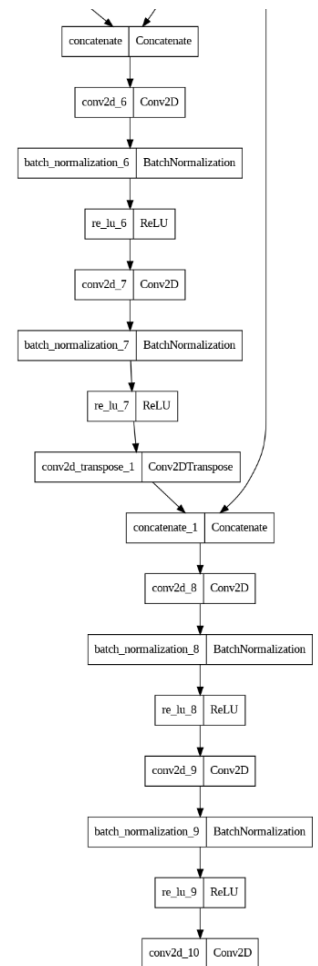 concatenate Concatenate
conv2d_6 Conv2D
batch_normalization_6 BatchNormalization
re_lu_6 ReLU
conv2d_7 Conv2D
batch_normalization_7 BatchNormalization
re_lu_7 ReLU
conv2d_transpose_1 Conv2DTranspose
concatenate_1 Concatenate
conv2d_8 Conv2D
batch_normalization_8 BatchNormalization
re_lu_8 ReLU
conv2d_9 Conv2D
batch_normalization_9 BatchNormalization
re_lu_9 ReLU
conv2d_10 Conv2D